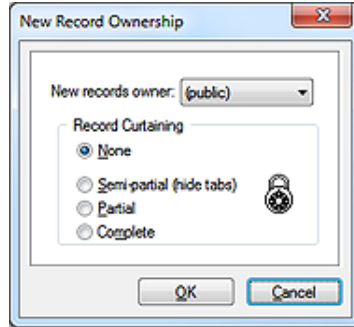 New Record Ownership
New records owner: (public)
Record Curtaining
None
Semi-partial (hide tabs)
Partial
Complete
OK Cancel